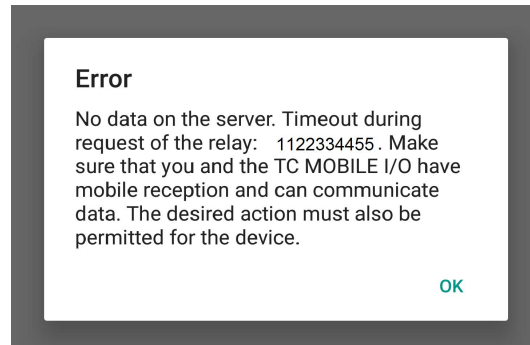 Error
No data on the server. Timeout during
request of the relay: 1122334455. Make
sure that you and the TC MOBILE I/O have
mobile reception and can communicate
data. The desired action must also be
permitted for the device.
OK